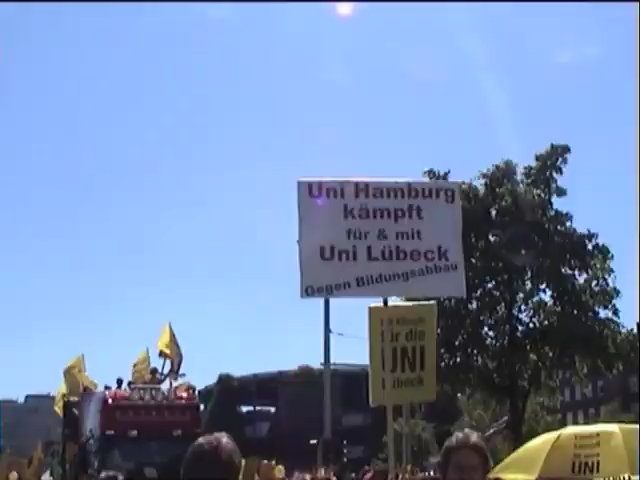 Uni Hamburg
kämpft
für & mit
Uni Lübeck
Gegen Bildungsabbau
für die
UNI
Lübeck
UNI